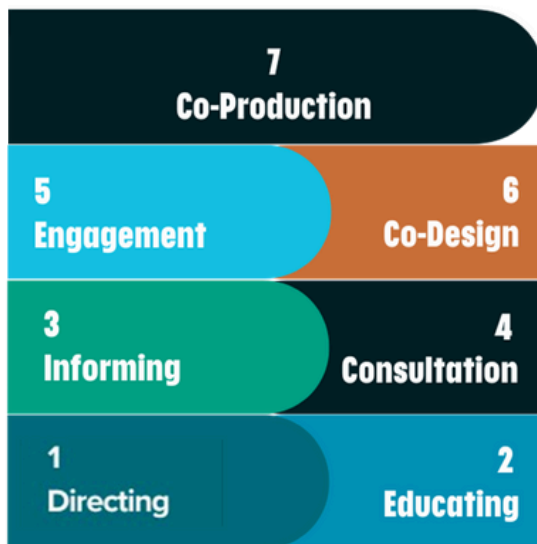 7
Co-Production
5
Engagement
6
Co-Design
3
Informing
4
Consultation
1
Directing
2
Educating